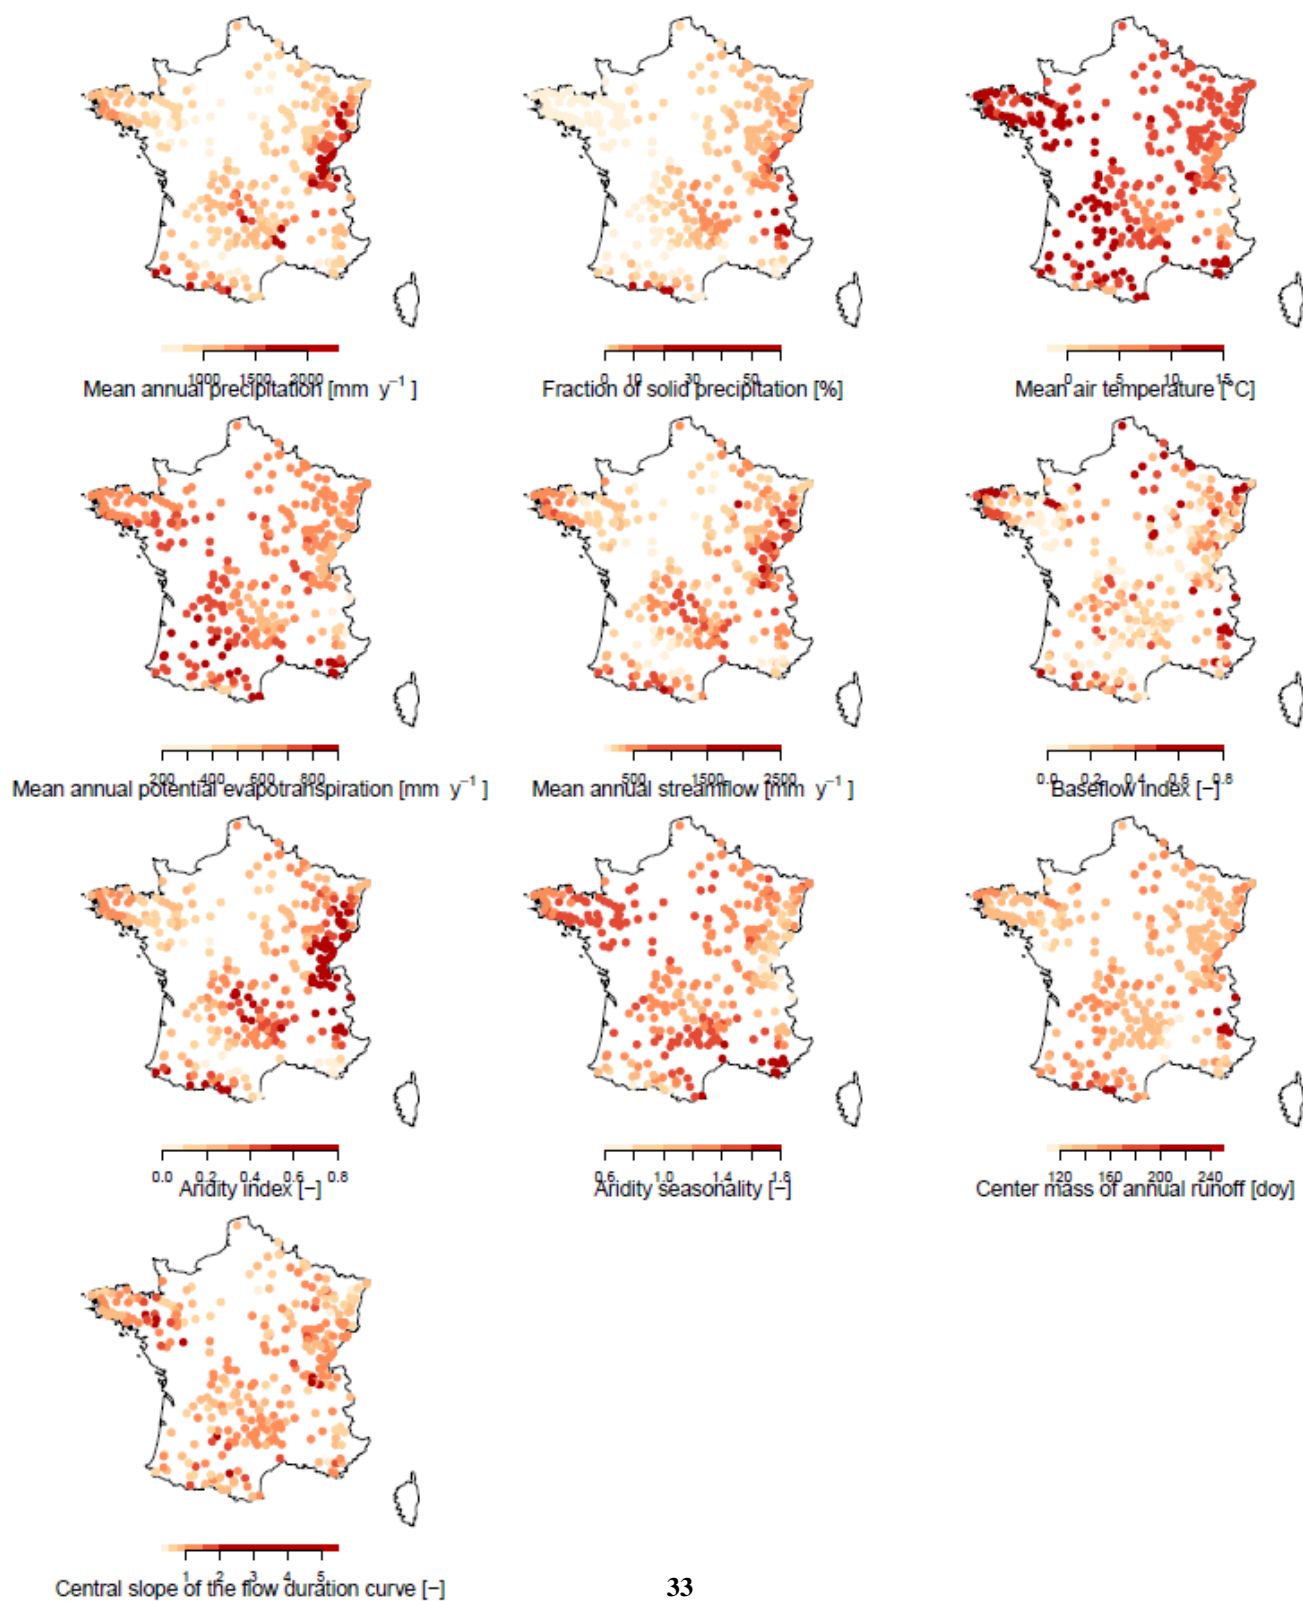 1000 1500 2000
Mean annual precipitation [mm y⁻¹ ]
0 10 30 50
Fraction of solid precipitation [%]
0 5 10 15
Mean air temperature [°C]
200 400 600 800
Mean annual potential evapotranspiration [mm y⁻¹ ]
500 1500 2500
Mean annual streamflow [mm y⁻¹ ]
0.0 0.2 0.4 0.6 0.8
Baseflow index [−]
0.0 0.2 0.4 0.6 0.8
Aridity index [−]
0.6 1.0 1.4 1.8
Aridity seasonality [−]
120 160 200 240
Center mass of annual runoff [doy]
1 2 3 4 5
Central slope of the flow duration curve [−]
33